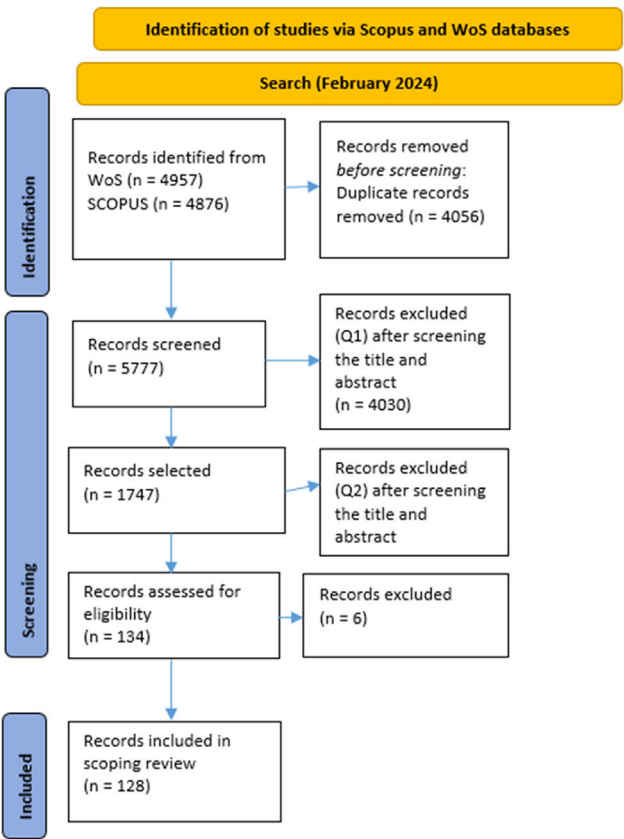 Identification of studies via Scopus and WoS databases
Search (February 2024)
Identification
Records identified from
WoS (n = 4957)
SCOPUS (n = 4876)
Records removed
before screening:
Duplicate records
removed (n = 4056)
Screening
Records screened
(n = 5777)
Records excluded
(Q1) after screening
the title and
abstract
(n = 4030)
Records selected
(n = 1747)
Records excluded
(Q2) after screening
the title and
abstract
Records assessed for
eligibility
(n = 134)
Records excluded
(n = 6)
Included
Records included in
scoping review
(n = 128)